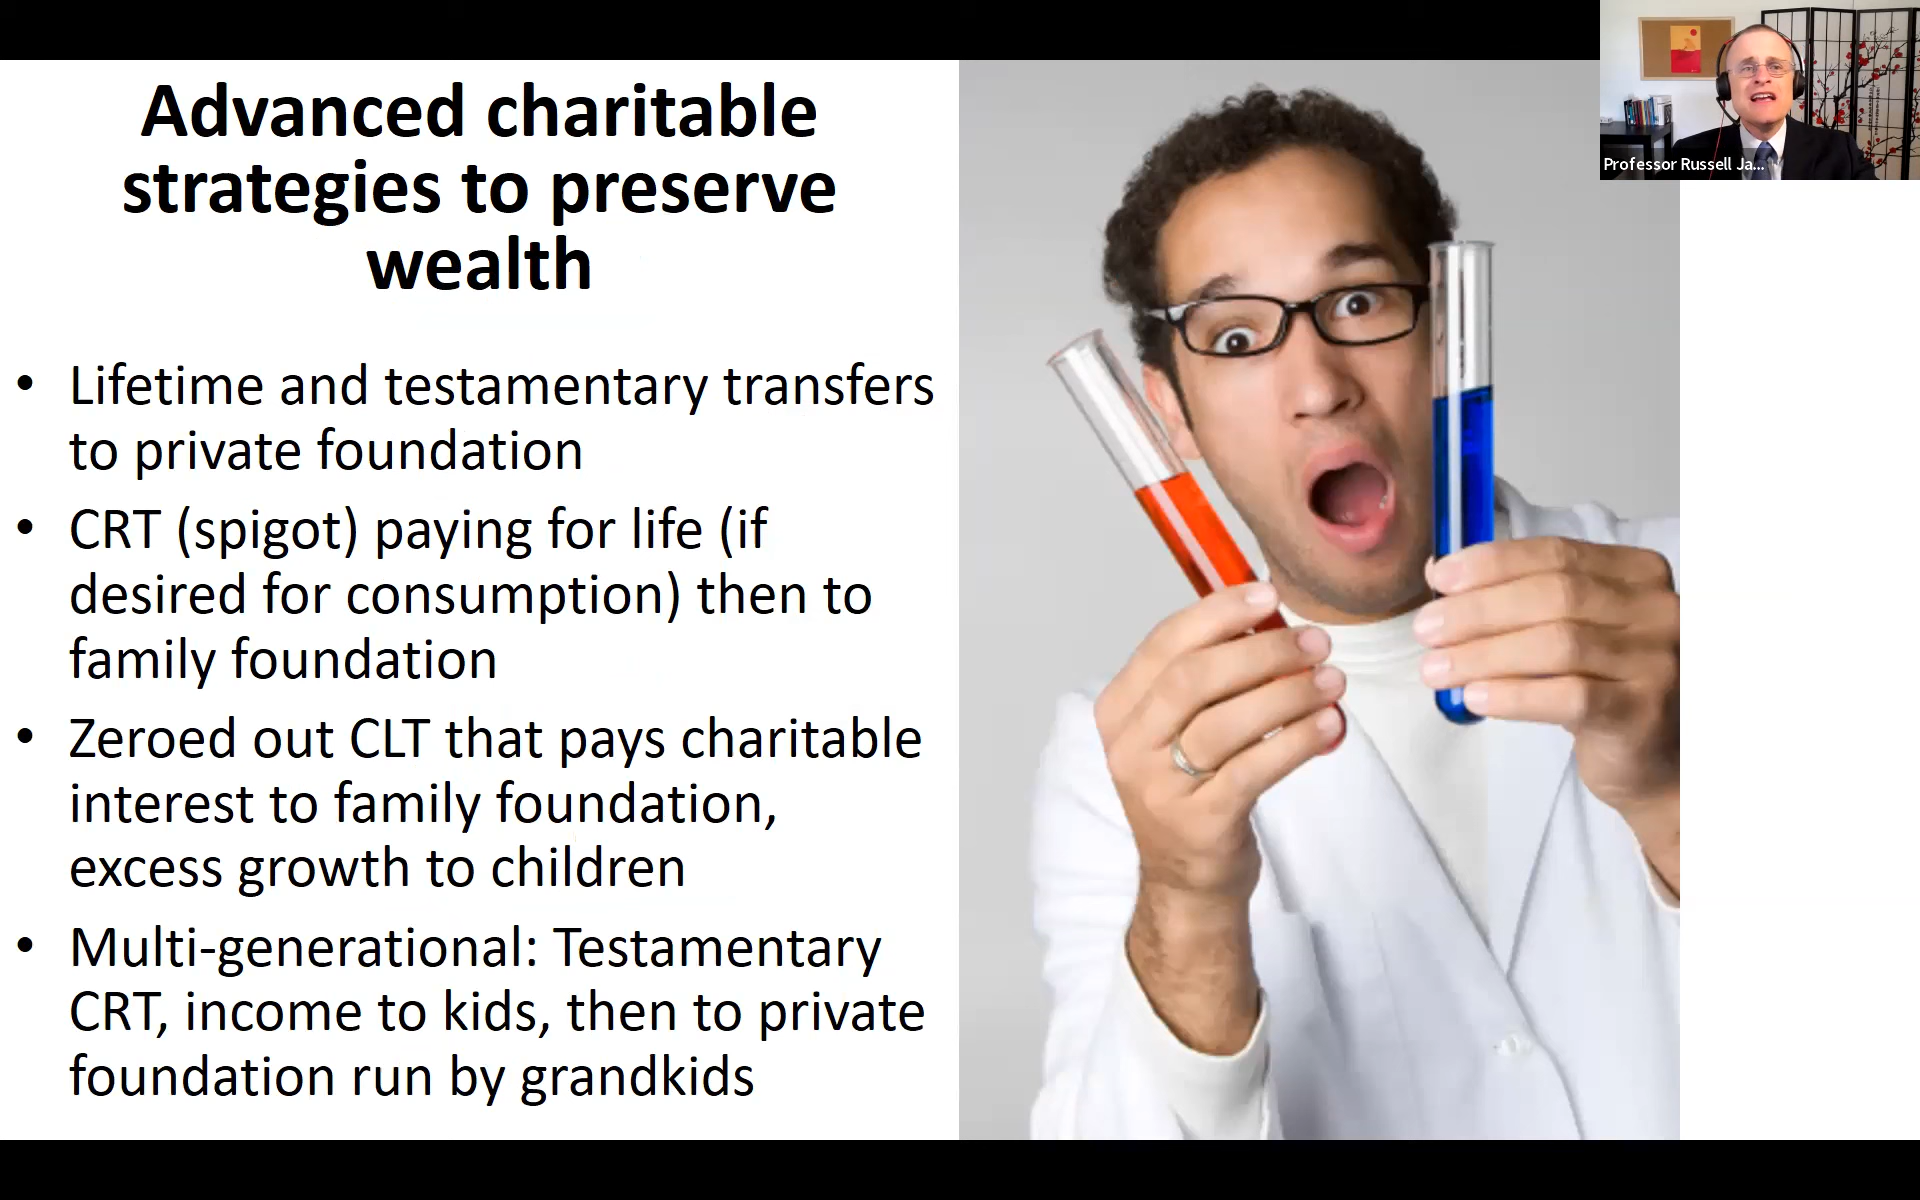 Advanced charitable
strategies to preserve
wealth
• Lifetime and testamentary transfers
to private foundation
• CRT (spigot) paying for life (if
desired for consumption) then to
family foundation
• Zeroed out CLT that pays charitable
interest to family foundation,
excess growth to children
• Multi-generational: Testamentary
CRT, income to kids, then to private
foundation run by grandkids
Professor Russell Ja...